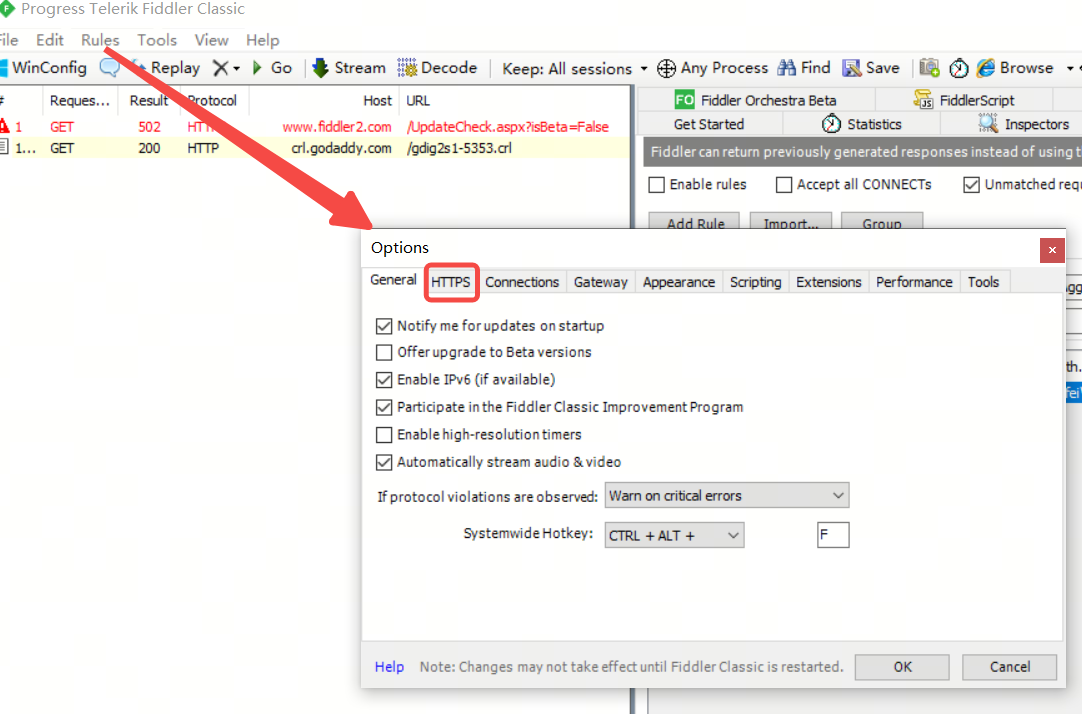 Progress Telerik Fiddler Classic
File Edit Rules Tools View Help
WinConfig Replay Go Stream Decode Keep: All sessions Any Process Find Save Browse
# Reques... Result Protocol Host URL
1 GET 502 HTT www.fiddler2.com /UpdateCheck.aspx?isBeta=False
1... GET 200 HTTP crl.godaddy.com /gdig2s1-5353.crl
FO Fiddler Orchestra Beta FiddlerScript
Get Started Statistics Inspectors
Fiddler can return previously generated responses instead of using t
Enable rules Accept all CONNECTs Unmatched requ
Add Rule Import... Group
Options
General HTTPS Connections Gateway Appearance Scripting Extensions Performance Tools
Notify me for updates on startup
Offer upgrade to Beta versions
Enable IPv6 (if available)
Participate in the Fiddler Classic Improvement Program
Enable high-resolution timers
Automatically stream audio & video
If protocol violations are observed: Warn on critical errors
Systemwide Hotkey: CTRL + ALT + F
Help Note: Changes may not take effect until Fiddler Classic is restarted. OK Cancel
Agg
th.
fei